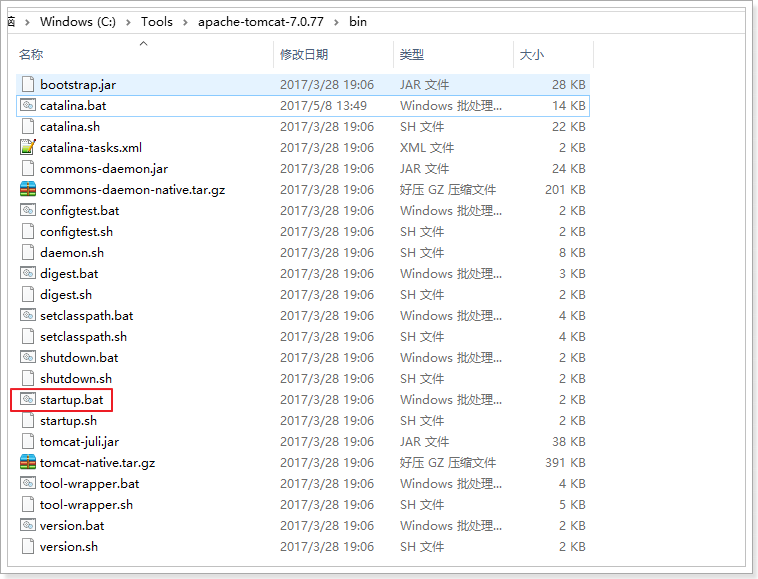 Windows (C:) › Tools › apache-tomcat-7.0.77 › bin
名称 修改日期 类型 大小
bootstrap.jar 2017/3/28 19:06 JAR 文件 28 KB
catalina.bat 2017/5/8 13:49 Windows 批处理... 14 KB
catalina.sh 2017/3/28 19:06 SH 文件 22 KB
catalina-tasks.xml 2017/3/28 19:06 XML 文件 2 KB
commons-daemon.jar 2017/3/28 19:06 JAR 文件 24 KB
commons-daemon-native.tar.gz 2017/3/28 19:06 好压 GZ 压缩文件 201 KB
configtest.bat 2017/3/28 19:06 Windows 批处理... 2 KB
configtest.sh 2017/3/28 19:06 SH 文件 2 KB
daemon.sh 2017/3/28 19:06 SH 文件 8 KB
digest.bat 2017/3/28 19:06 Windows 批处理... 3 KB
digest.sh 2017/3/28 19:06 SH 文件 2 KB
setclasspath.bat 2017/3/28 19:06 Windows 批处理... 4 KB
setclasspath.sh 2017/3/28 19:06 SH 文件 4 KB
shutdown.bat 2017/3/28 19:06 Windows 批处理... 2 KB
shutdown.sh 2017/3/28 19:06 SH 文件 2 KB
startup.bat 2017/3/28 19:06 Windows 批处理... 2 KB
startup.sh 2017/3/28 19:06 SH 文件 2 KB
tomcat-juli.jar 2017/3/28 19:06 JAR 文件 38 KB
tomcat-native.tar.gz 2017/3/28 19:06 好压 GZ 压缩文件 391 KB
tool-wrapper.bat 2017/3/28 19:06 Windows 批处理... 4 KB
tool-wrapper.sh 2017/3/28 19:06 SH 文件 5 KB
version.bat 2017/3/28 19:06 Windows 批处理... 2 KB
version.sh 2017/3/28 19:06 SH 文件 2 KB